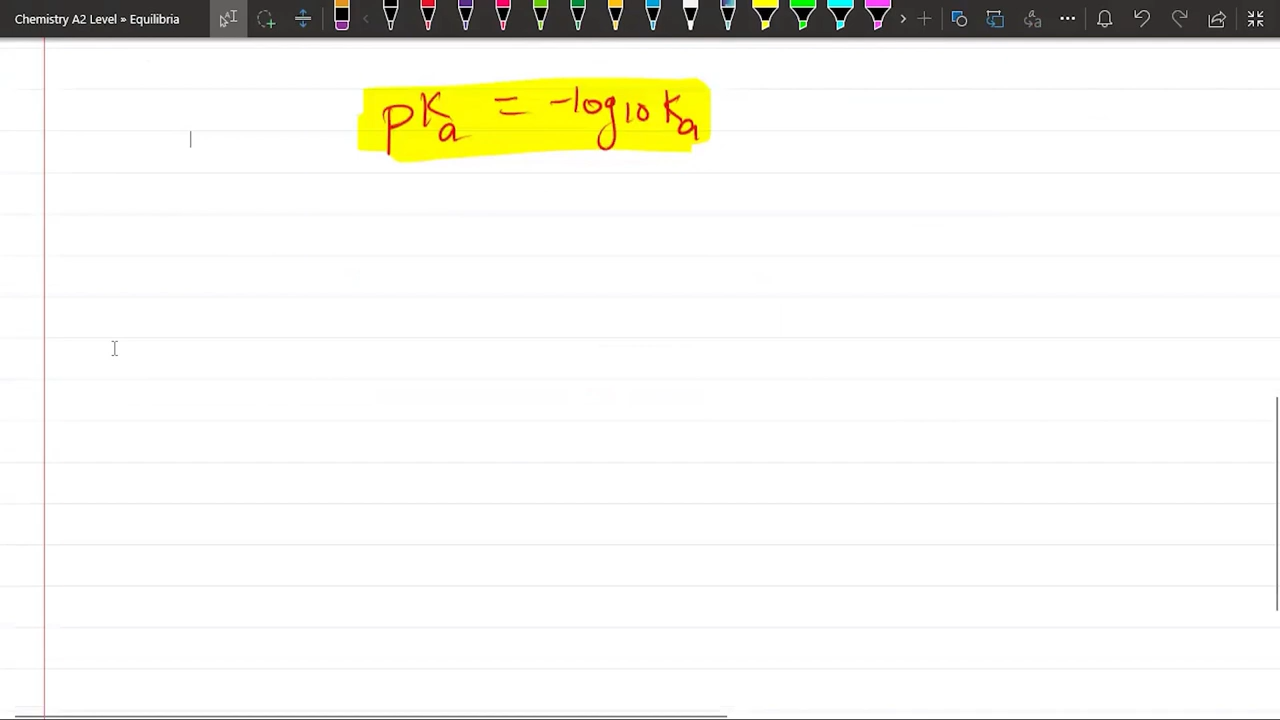 Chemistry A2 Level » Equilibria
pKa = -log10 Ka